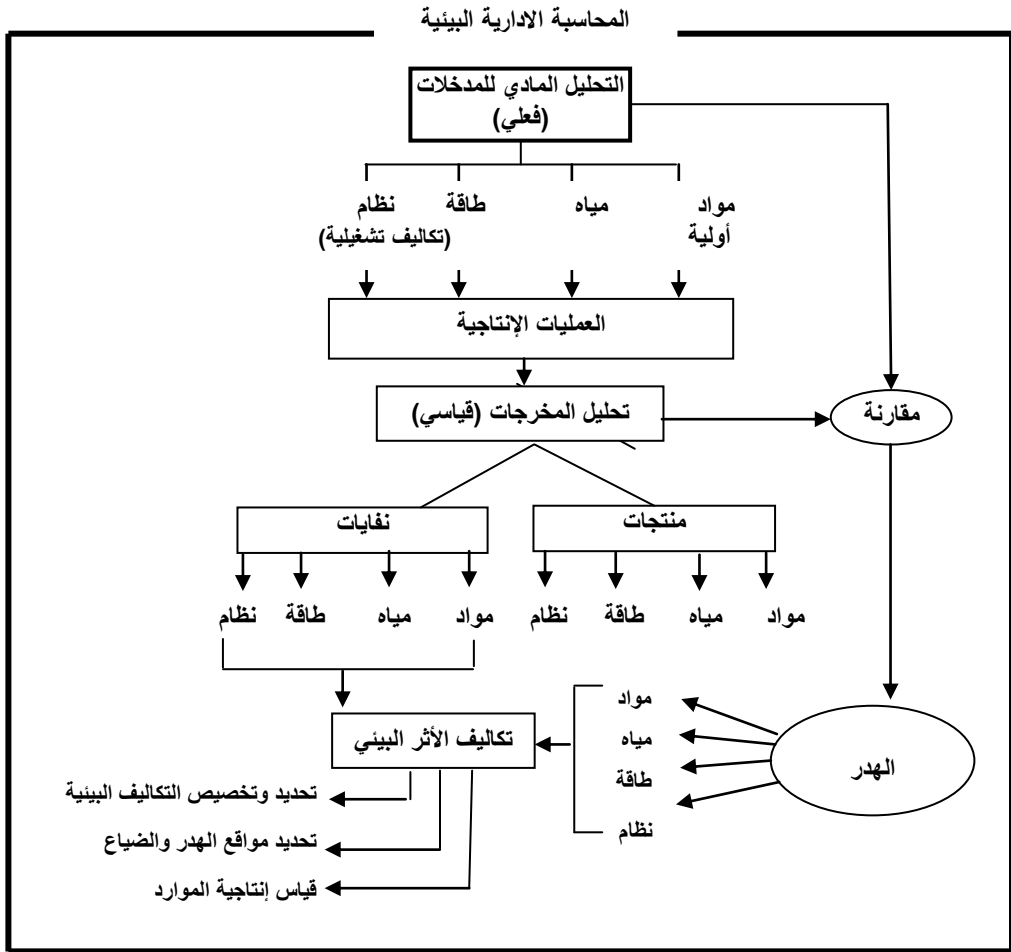 المحاسبة الادارية البيئية
التحليل المادي للمدخلات
(فعلي)
مواد
أولية
مياه
طاقة
نظام
(تكاليف تشغيلية)
العمليات الإنتاجية
تحليل المخرجات (قياسي)
مقارنة
منتجات
نفايات
مواد
مياه
طاقة
نظام
مواد
مياه
طاقة
نظام
الهدر
مواد
مياه
طاقة
نظام
تكاليف الأثر البيئي
تحديد وتخصيص التكاليف البيئية
تحديد مواقع الهدر والضياع
قياس إنتاجية الموارد